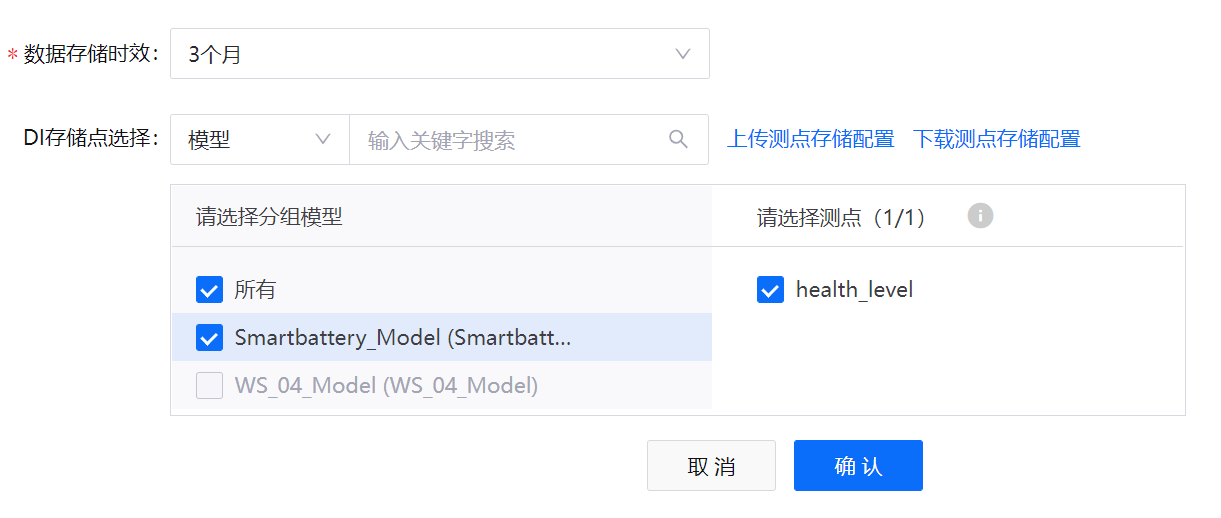 * 数据存储时效： 3个月
DI存储点选择： 模型 输入关键字搜索 上传测点存储配置 下载测点存储配置
请选择分组模型 请选择测点（1/1）
所有 health_level
Smartbattery_Model (Smartbatt...
WS_04_Model (WS_04_Model)
取 消 确 认